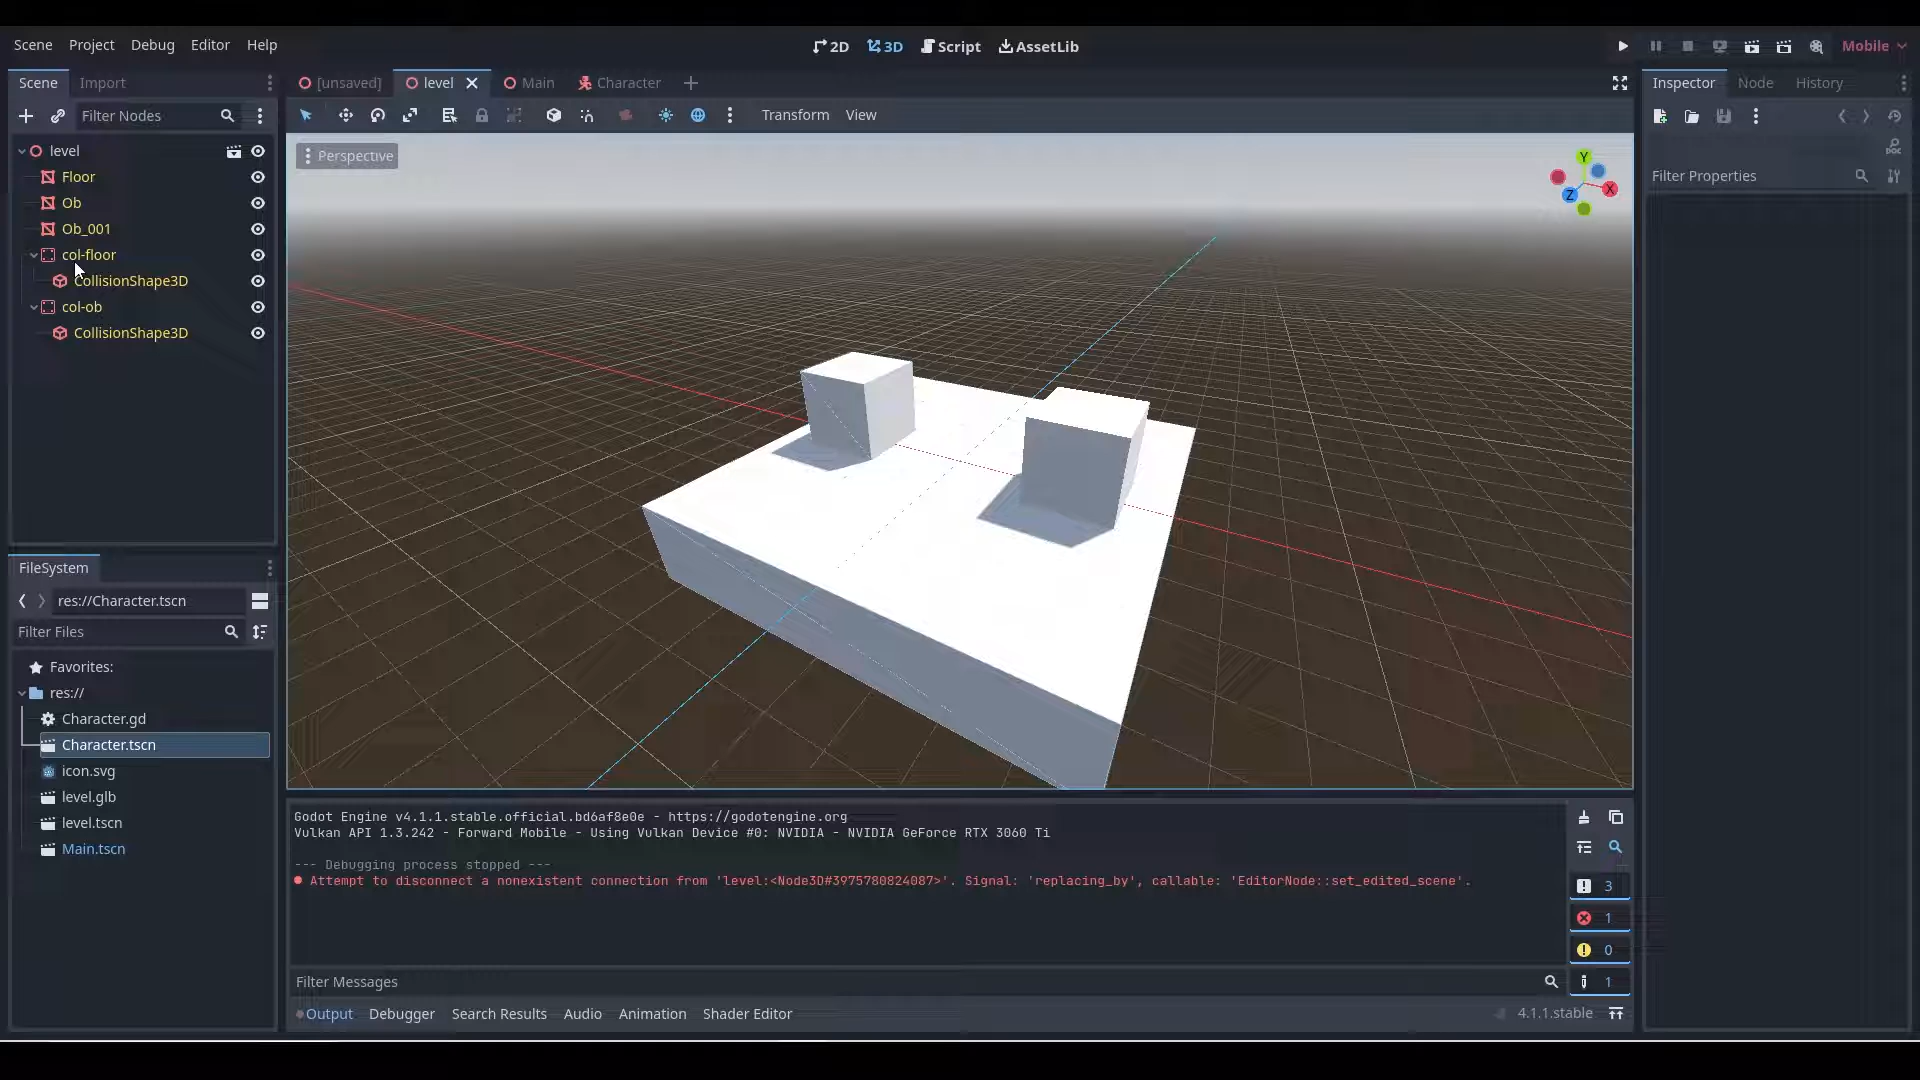 Scene Project Debug Editor Help
2D 3D Script AssetLib
Mobile
Scene Import
[unsaved] level Main Character
Inspector Node History
Filter Nodes
Transform View
level
Floor
Ob
Ob_001
col-floor
CollisionShape3D
col-ob
CollisionShape3D
Perspective
Y
X
Z
DOC
Filter Properties
FileSystem
res://Character.tscn
Filter Files
Favorites:
res://
Character.gd
Character.tscn
icon.svg
level.glb
level.tscn
Main.tscn
Godot Engine v4.1.1.stable.official.bd6af8e0e - https://godotengine.org
Vulkan API 1.3.242 - Forward Mobile - Using Vulkan Device #0: NVIDIA - NVIDIA GeForce RTX 3060 Ti
--- Debugging process stopped ---
Attempt to disconnect a nonexistent connection from 'level:<Node3D#3975780824087>'. Signal: 'replacing_by', callable: 'EditorNode::set_edited_scene'.
3
1
0
1
Filter Messages
Output Debugger Search Results Audio Animation Shader Editor
4.1.1.stable